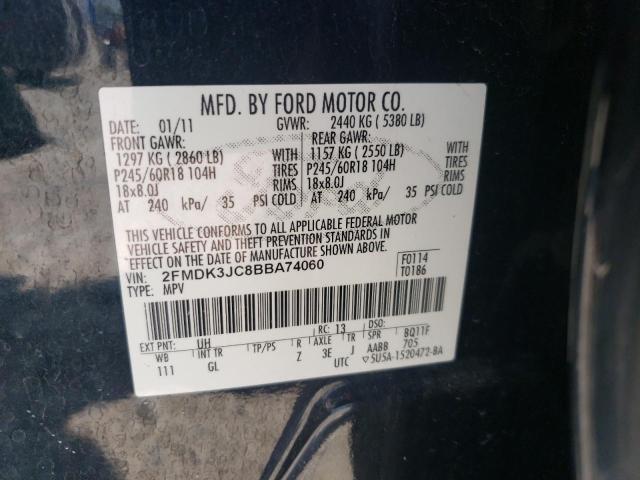 MFD. BY FORD MOTOR CO.
DATE: 01/11 GVWR: 2440 KG ( 5380 LB)
FRONT GAWR: REAR GAWR:
1297 KG ( 2860 LB) WITH 1157 KG ( 2550 LB) WITH
P245/60R18 104H TIRES P245/60R18 104H TIRES
18x8.0J RIMS 18x8.0J RIMS
AT 240 kPa/ 35 PSI COLD AT 240 kPa/ 35 PSI COLD
THIS VEHICLE CONFORMS TO ALL APPLICABLE FEDERAL MOTOR
VEHICLE SAFETY AND THEFT PREVENTION STANDARDS IN
EFFECT ON THE DATE OF MANUFACTURE SHOWN ABOVE.
VIN: 2FMDK3JC8BBA74060 F0114
TYPE: MPV T0186
EXT PNT: UH RC: 13 DSO:
WB INT TR TP/PS R AXLE TR 8Q11F
111 GL Z 3E J AABB 705
UTC 5U5A-1520472-BA